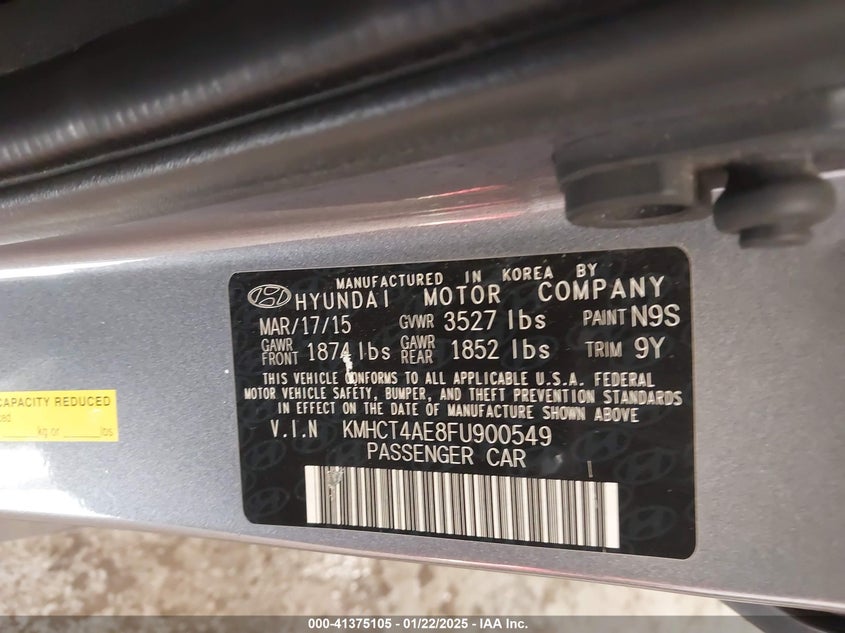 MANUFACTURED IN KOREA BY
HYUNDAI MOTOR COMPANY
MAR/17/15 GVWR 3527 lbs PAINT N9S
GAWR FRONT 1874 lbs GAWR REAR 1852 lbs TRIM 9Y
THIS VEHICLE CONFORMS TO ALL APPLICABLE U.S.A. FEDERAL
MOTOR VEHICLE SAFETY, BUMPER, AND THEFT PREVENTION STANDARDS
IN EFFECT ON THE DATE OF MANUFACTURE SHOWN ABOVE
V.I.N KMHCT4AE8FU900549
PASSENGER CAR
CAPACITY REDUCED
kg or lbs
000-41375105 - 01/22/2025 - IAA Inc.